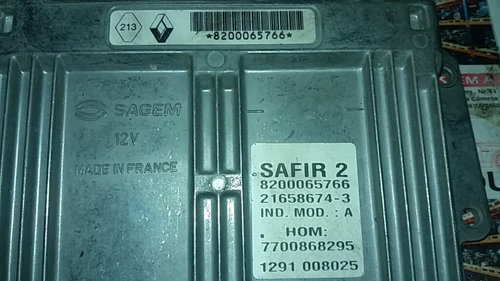 213
*8200065766*
SAGEM
12V
MADE IN FRANCE
SAFIR 2
8200065766
21658674-3
IND. MOD. : A
HOM:
7700868295
1291 008025